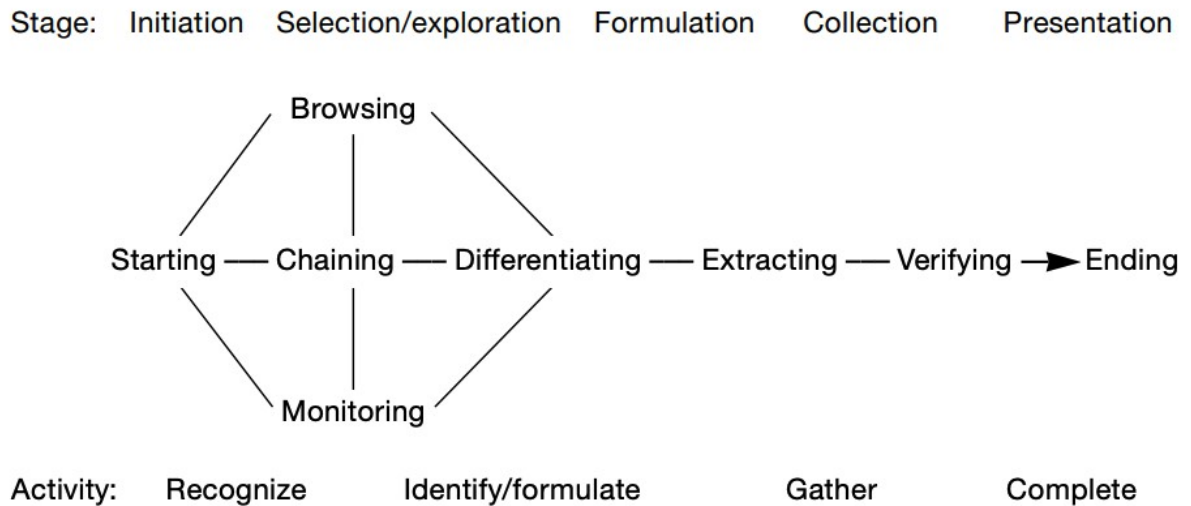 Stage: Initiation Selection/exploration Formulation Collection Presentation
Browsing
Starting Chaining Differentiating Extracting Verifying Ending
Monitoring
Activity: Recognize Identify/formulate Gather Complete